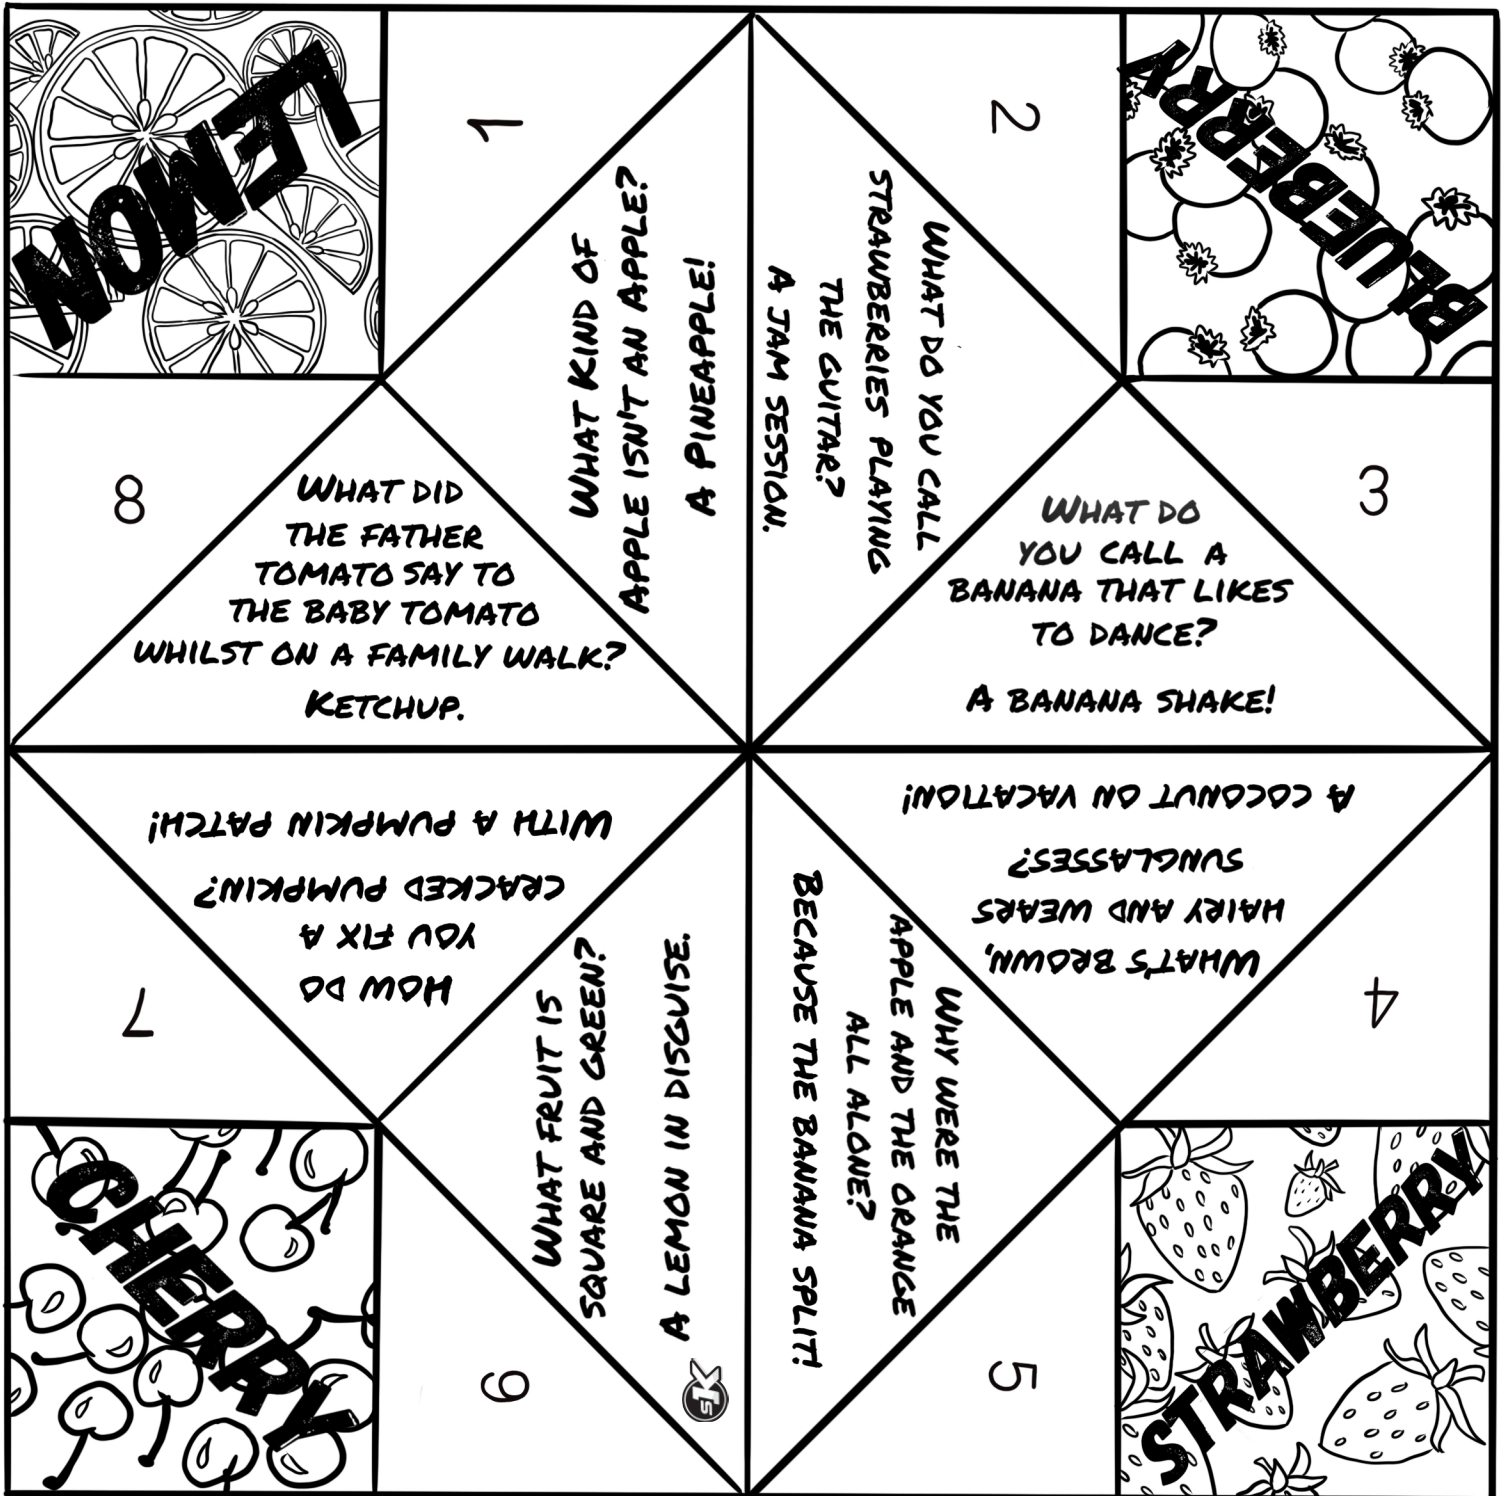 LEMON
1
WHAT KIND OF
APPLE ISN'T AN APPLE?
A PINEAPPLE!
2
WHAT DO YOU CALL
STRAWBERRIES PLAYING
THE GUITAR?
A JAM SESSION.
BLUEBERRY
3
WHAT DO
YOU CALL A
BANANA THAT LIKES
TO DANCE?
A BANANA SHAKE!
4
WHAT'S BROWN,
HAIRY AND WEARS
SUNGLASSES?
A COCONUT ON VACATION!
STRAWBERRY
5
WHY WERE THE
APPLE AND THE ORANGE
ALL ALONE?
BECAUSE THE BANANA SPLIT!
6
WHAT FRUIT IS
SQUARE AND GREEN?
A LEMON IN DISGUISE.
SK
CHERRY
7
HOW DO
YOU FIX A
CRACKED PUMPKIN?
WITH A PUMPKIN PATCH!
8
WHAT DID
THE FATHER
TOMATO SAY TO
THE BABY TOMATO
WHILST ON A FAMILY WALK?
KETCHUP.